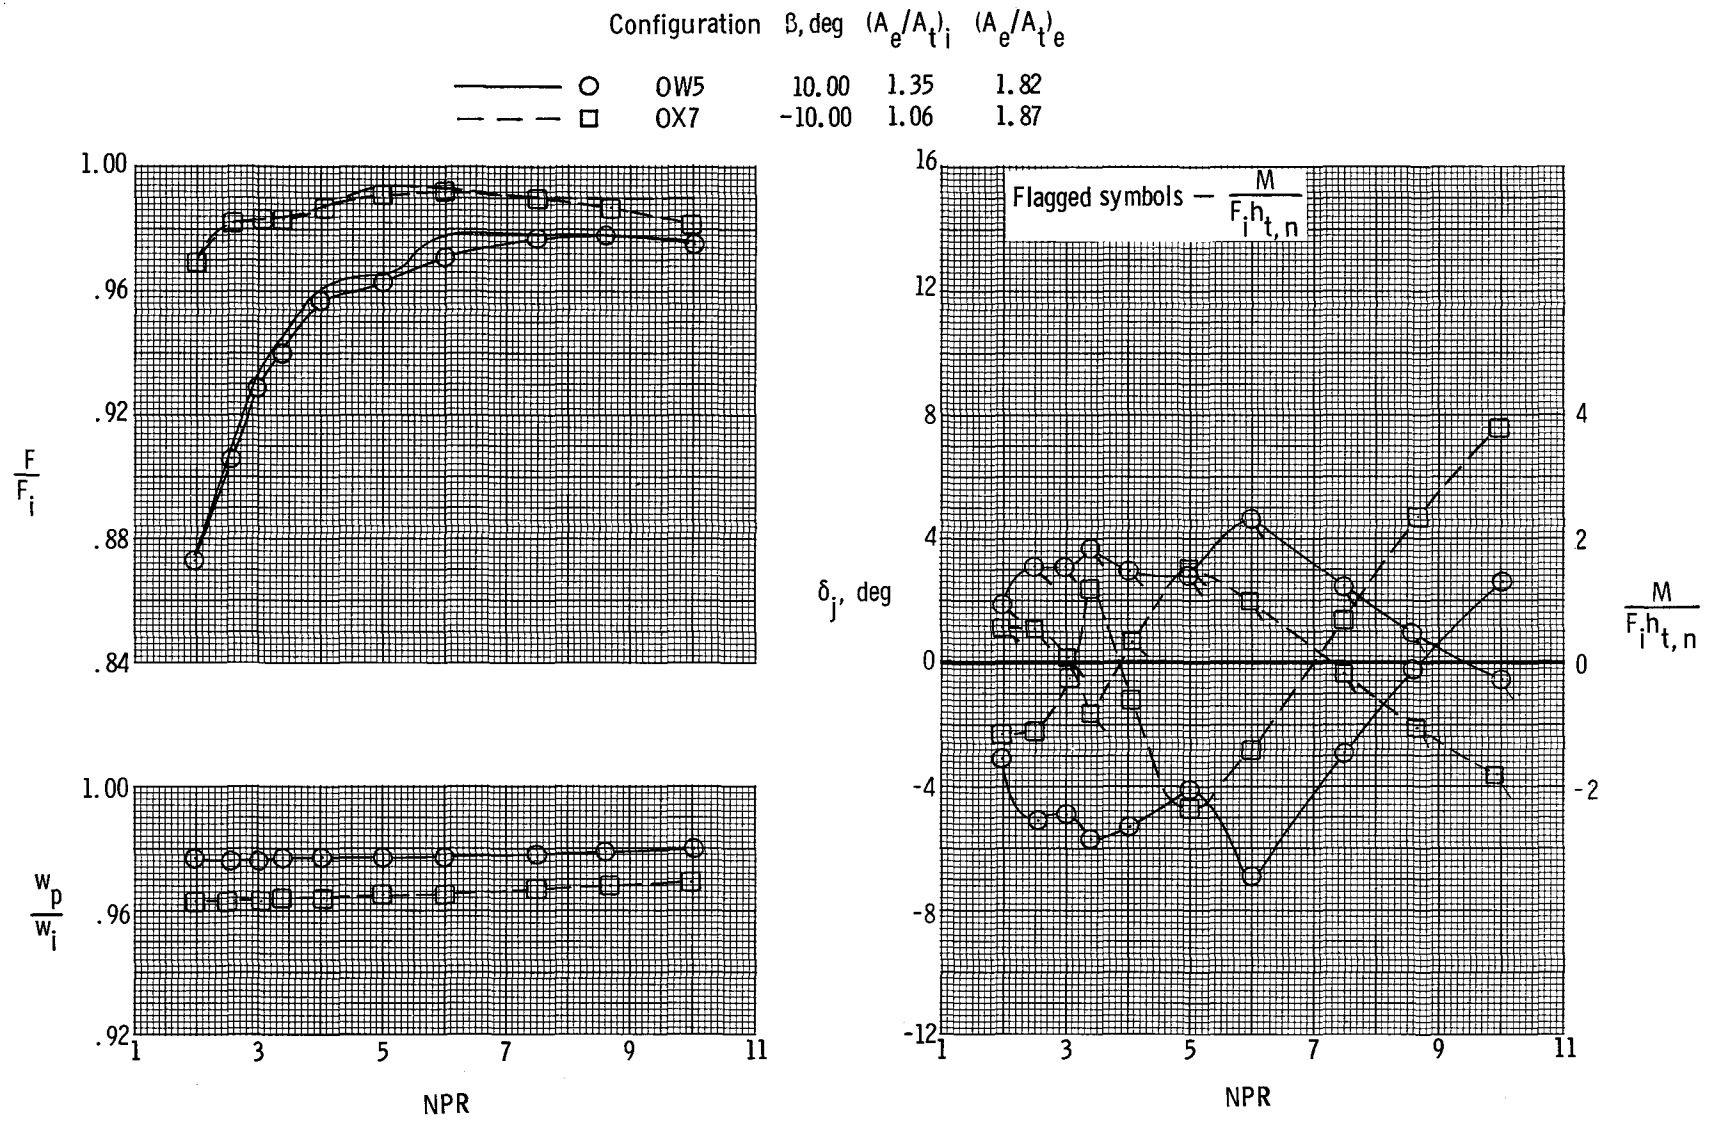 Configuration β, deg (Ae/At)i (Ae/At)e
OW5 10.00 1.35 1.82
OX7 -10.00 1.06 1.87
1.00
.96
.92
.88
.84
F
Fi
1.00
.96
.92
wp
wi
1 3 5 7 9 11
NPR
16
12
8
4
0
-4
-8
-12
δj, deg
Flagged symbols — M
Fiht,n
4
2
0
-2
M
Fiht,n
1 3 5 7 9 11
NPR